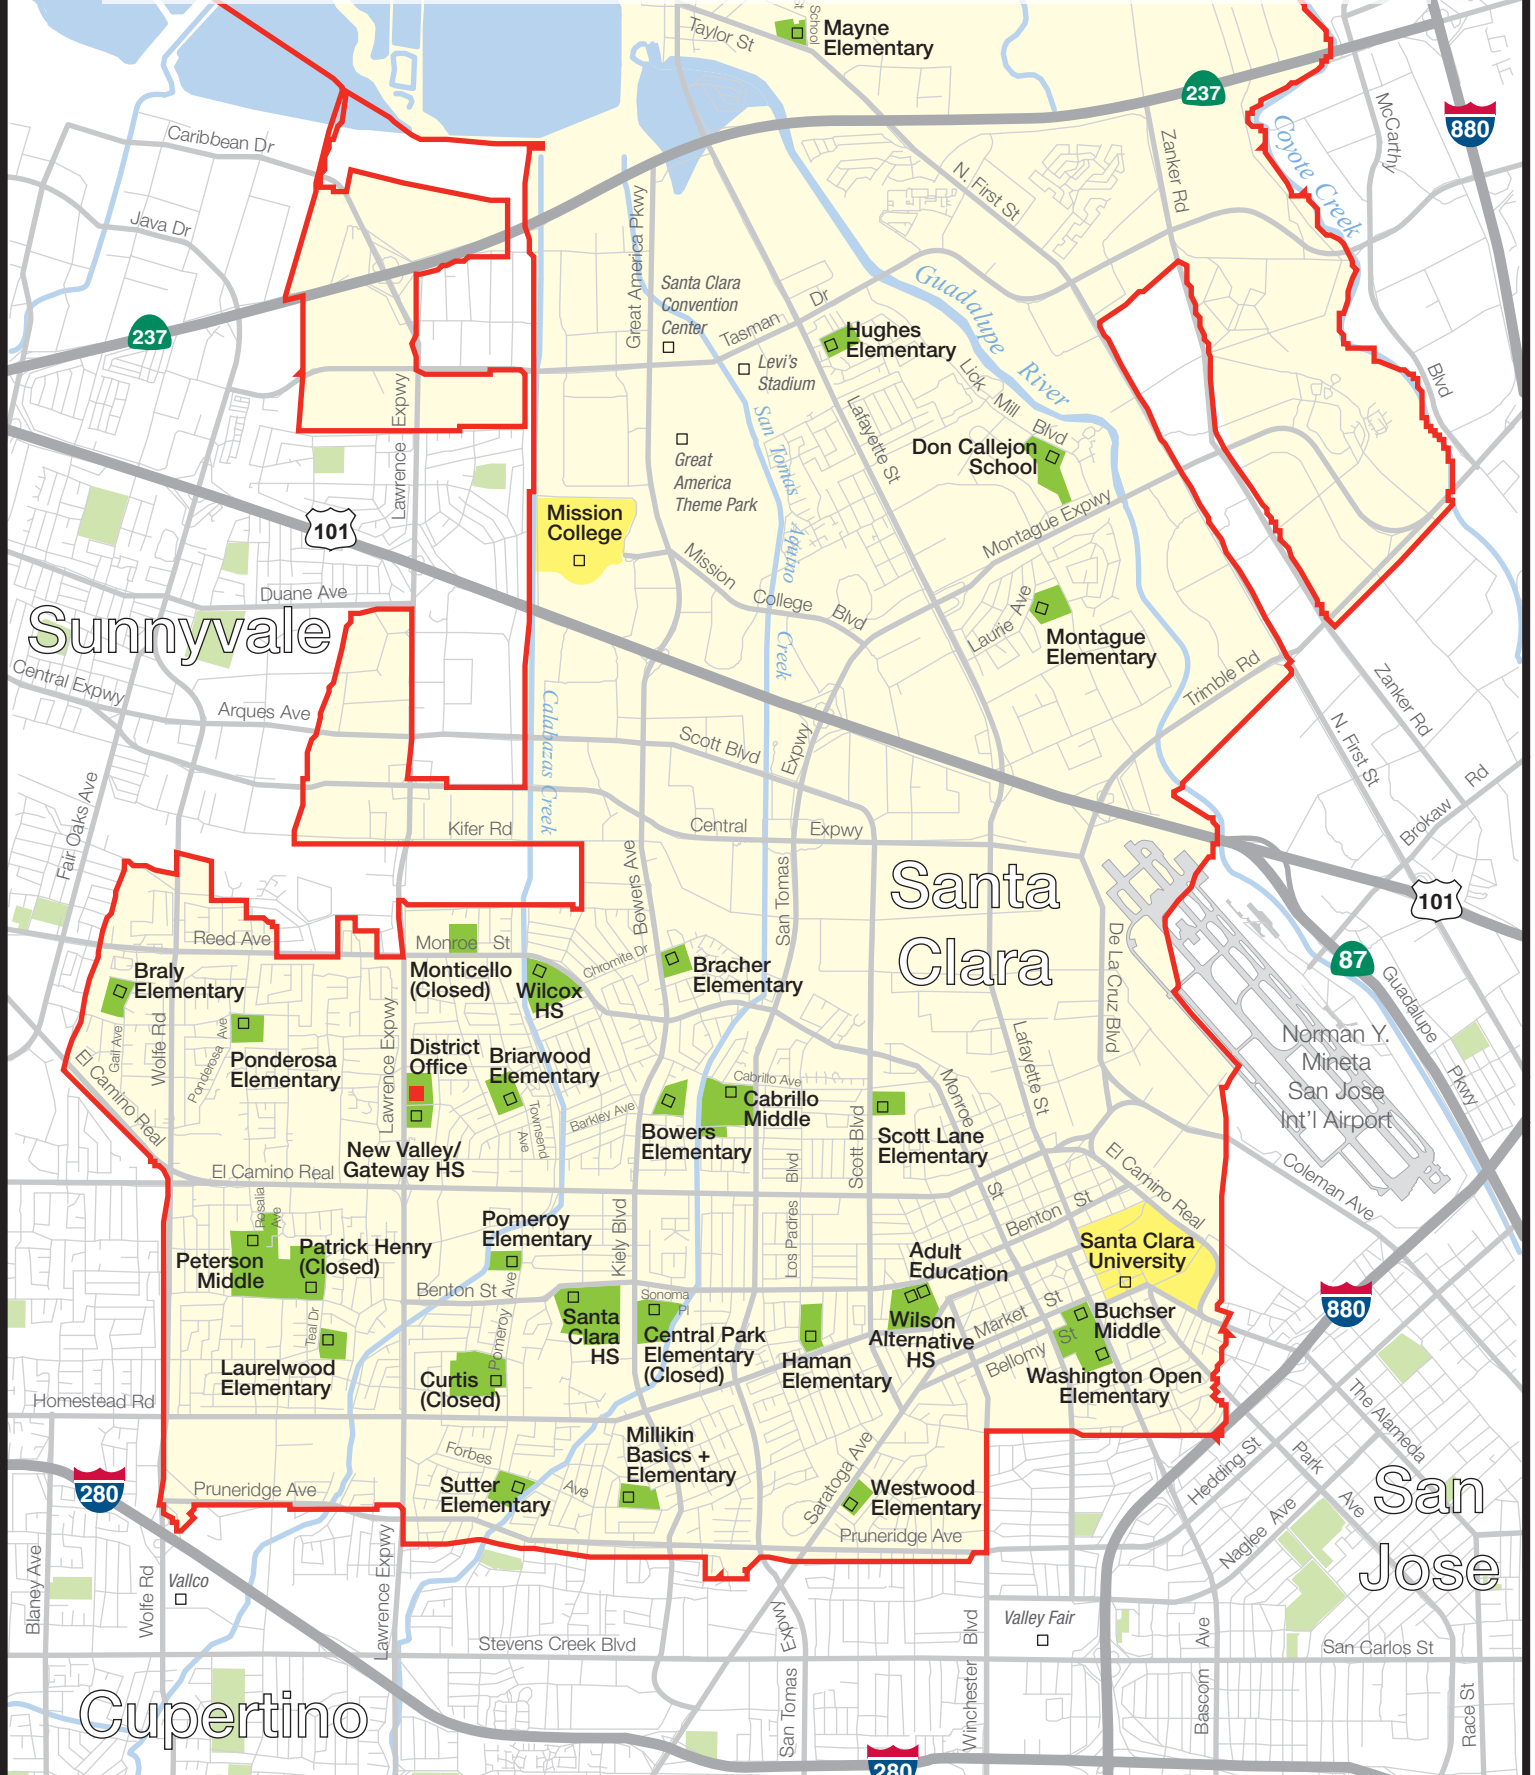 Taylor St
School
St
Mayne
Elementary
237
880
McCarthy
Blvd
Coyote Creek
Caribbean Dr
Java Dr
N. First St
Zanker Rd
Great America Pkwy
Guadalupe
River
Santa Clara
Convention
Center
Tasman
Dr
Hughes
Elementary
237
Levi's
Stadium
Lick
Mill
Blvd
Lafayette St
San Tomas
Aquino
Creek
Lawrence
Expwy
Great
America
Theme Park
Don Callejon
School
Montague Expwy
Mission
College
101
Mission
College
Blvd
Duane Ave
Laurie
Ave
Montague
Elementary
Sunnyvale
Central Expwy
Arques Ave
Calabazas Creek
Scott Blvd
Expwy
Trimble Rd
Zanker Rd
N. First St
Brokaw
Rd
Fair Oaks Ave
Kifer Rd
Central
Expwy
Bowers Ave
San Tomas
Santa
Clara
101
87
De La Cruz Blvd
Guadalupe
Pkwy
Reed Ave
Monroe
St
Chromite Dr
Braly
Elementary
Monticello
(Closed)
Wilcox
HS
Bracher
Elementary
Gail Ave
Wolfe Rd
Ponderosa
Ave
Ponderosa
Elementary
Lawrence Expwy
District
Office
Briarwood
Elementary
Townsend
Ave
Barkley Ave
Cabrillo Ave
Cabrillo
Middle
Bowers
Elementary
Monroe
St
Lafayette St
Norman Y.
Mineta
San Jose
Int'l Airport
El Camino Real
New Valley/
Gateway HS
Blvd
Scott Blvd
Scott Lane
Elementary
El Camino Real
El Camino Real
Coleman Ave
Rosalia
Ave
Peterson
Middle
Patrick Henry
(Closed)
Pomeroy
Elementary
Kiely Blvd
Los Padres
Benton
St
Santa Clara
University
Adult
Education
Benton St
Pomeroy
Ave
Sonoma
Pl
Santa
Clara
HS
Central Park
Elementary
(Closed)
Haman
Elementary
Wilson
Alternative
HS
Market
St
Bellomy
St
Buchser
Middle
Washington Open
Elementary
880
Teal Dr
Laurelwood
Elementary
Curtis
(Closed)
Homestead Rd
The Alameda
Forbes
Ave
Millikin
Basics +
Elementary
Saratoga Ave
Hedding St
Park
Ave
Naglee Ave
San
Jose
280
Pruneridge Ave
Sutter
Elementary
Westwood
Elementary
Pruneridge Ave
Blaney Ave
Wolfe Rd
Vallco
Lawrence Expwy
Stevens Creek Blvd
Expwy
San Tomas
Winchester
Blvd
Valley Fair
Bascom
Ave
San Carlos St
Race St
Cupertino
280